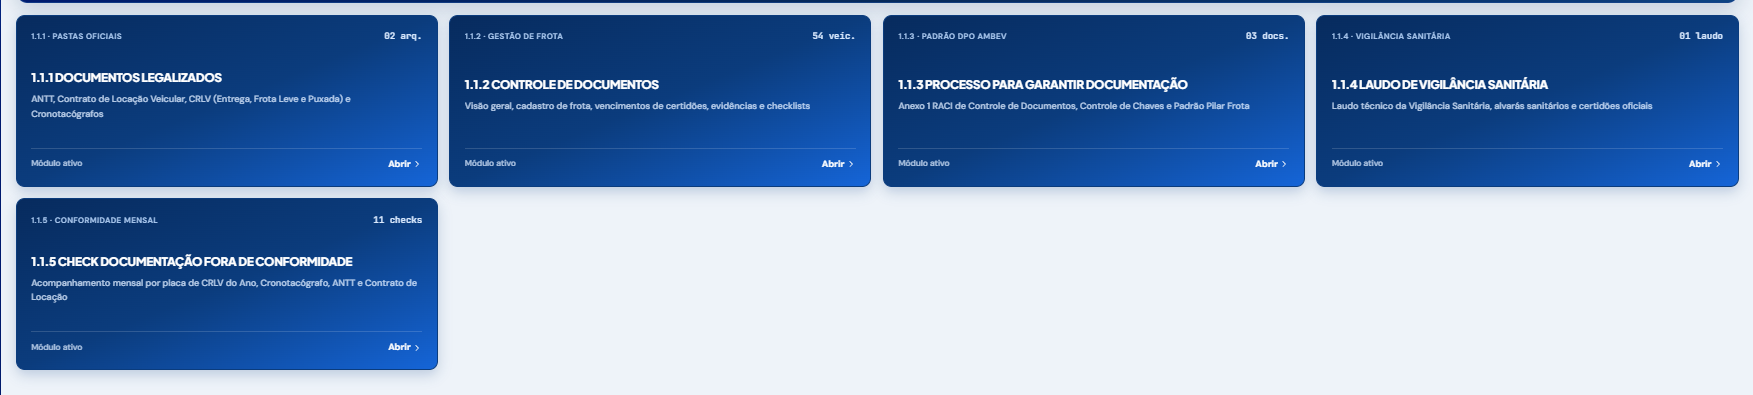 1.1.1 · PASTAS OFICIAIS
02 arq.
1.1.1 DOCUMENTOS LEGALIZADOS
ANTT, Contrato de Locação Veicular, CRLV (Entrega, Frota Leve e Puxada) e
Cronotacógrafos
Módulo ativo
Abrir ›
1.1.2 · GESTÃO DE FROTA
54 veic.
1.1.2 CONTROLE DE DOCUMENTOS
Visão geral, cadastro de frota, vencimentos de certidões, evidências e checklists
Módulo ativo
Abrir ›
1.1.3 · PADRÃO DPO AMBEV
03 docs.
1.1.3 PROCESSO PARA GARANTIR DOCUMENTAÇÃO
Anexo 1 RACI de Controle de Documentos, Controle de Chaves e Padrão Pilar Frota
Módulo ativo
Abrir ›
1.1.4 · VIGILÂNCIA SANITÁRIA
01 laudo
1.1.4 LAUDO DE VIGILÂNCIA SANITÁRIA
Laudo técnico da Vigilância Sanitária, alvarás sanitários e certidões oficiais
Módulo ativo
Abrir ›
1.1.5 · CONFORMIDADE MENSAL
11 checks
1.1.5 CHECK DOCUMENTAÇÃO FORA DE CONFORMIDADE
Acompanhamento mensal por placa de CRLV do Ano, Cronotacógrafo, ANTT e Contrato de
Locação
Módulo ativo
Abrir ›